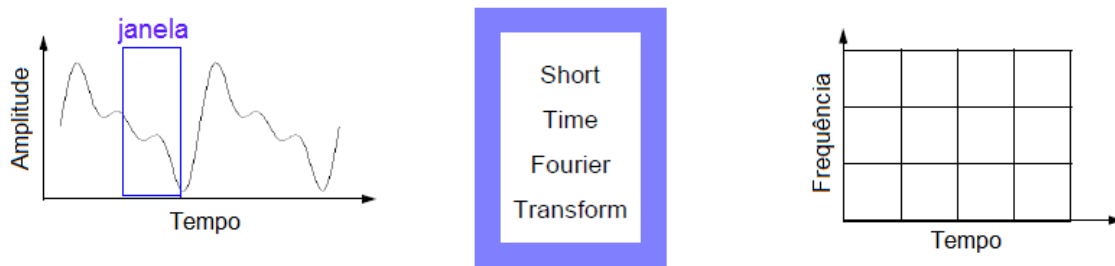 janela
Amplitude
Tempo
Short
Time
Fourier
Transform
Frequência
Tempo